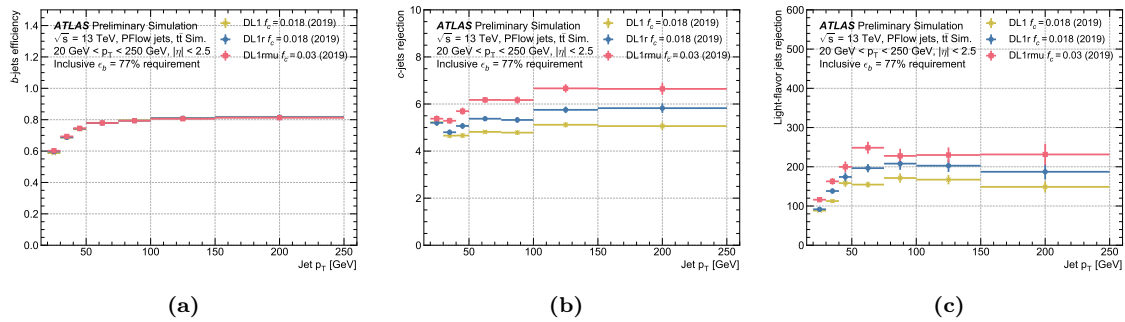 ATLAS Preliminary Simulation
√s = 13 TeV, PFlow jets, tt̄ Sim.
20 GeV < pT < 250 GeV, |η| < 2.5
Inclusive ϵb = 77% requirement
DL1 fc = 0.018 (2019)
DL1r fc = 0.018 (2019)
DL1rmu fc = 0.03 (2019)
b-jets efficiency
1.0
0.8
0.6
0.4
0.2
0.0
0 50 100 150 200 250
Jet pT [GeV]
(a)
ATLAS Preliminary Simulation
√s = 13 TeV, PFlow jets, tt̄ Sim.
20 GeV < pT < 250 GeV, |η| < 2.5
Inclusive ϵb = 77% requirement
DL1 fc = 0.018 (2019)
DL1r fc = 0.018 (2019)
DL1rmu fc = 0.03 (2019)
c-jets rejection
10
8
6
4
2
0
0 50 100 150 200 250
Jet pT [GeV]
(b)
ATLAS Preliminary Simulation
√s = 13 TeV, PFlow jets, tt̄ Sim.
20 GeV < pT < 250 GeV, |η| < 2.5
Inclusive ϵb = 77% requirement
DL1 fc = 0.018 (2019)
DL1r fc = 0.018 (2019)
DL1rmu fc = 0.03 (2019)
Light-flavor jets rejection
600
500
400
300
200
100
0
0 50 100 150 200 250
Jet pT [GeV]
(c)